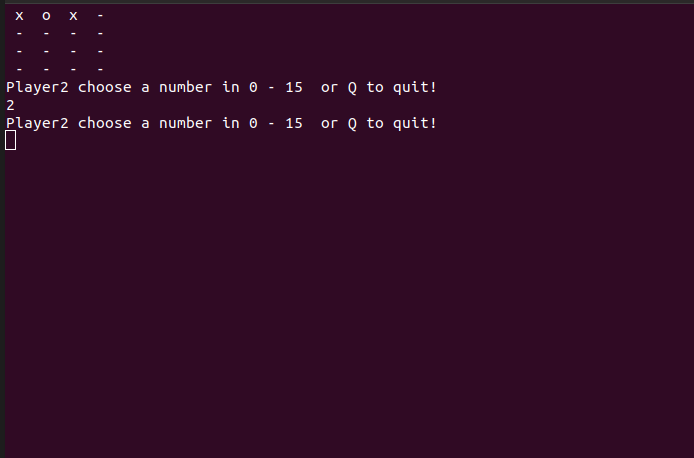 x o x -
- - - -
- - - -
- - - -
Player2 choose a number in 0 - 15  or Q to quit!
2
Player2 choose a number in 0 - 15  or Q to quit!